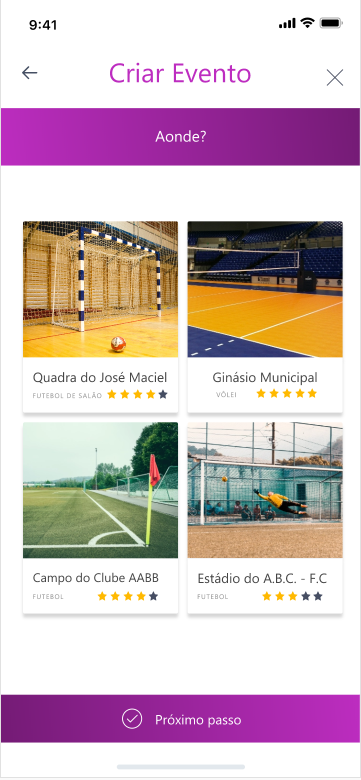 9:41
Criar Evento
Aonde?
Quadra do José Maciel
FUTEBOL DE SALÃO
Ginásio Municipal
VÔLEI
Campo do Clube AABB
FUTEBOL
Estádio do A.B.C. - F.C
FUTEBOL
Próximo passo